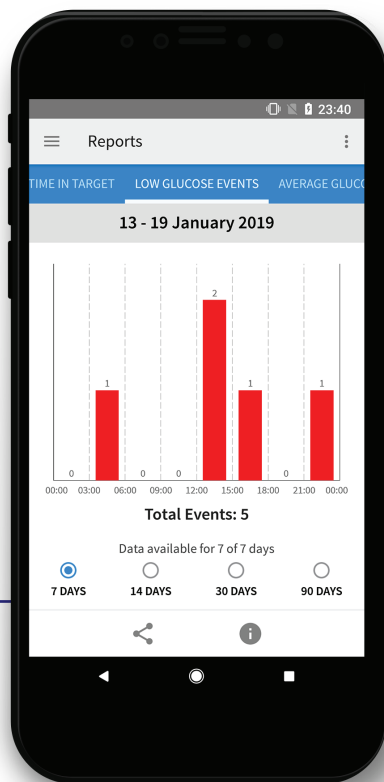 23:40
Reports
TIME IN TARGET LOW GLUCOSE EVENTS AVERAGE GLUCO
13 - 19 January 2019
2
1 1 1
0 0 0 0
00:00 03:00 06:00 09:00 12:00 15:00 18:00 21:00 00:00
Total Events: 5
Data available for 7 of 7 days
7 DAYS 14 DAYS 30 DAYS 90 DAYS